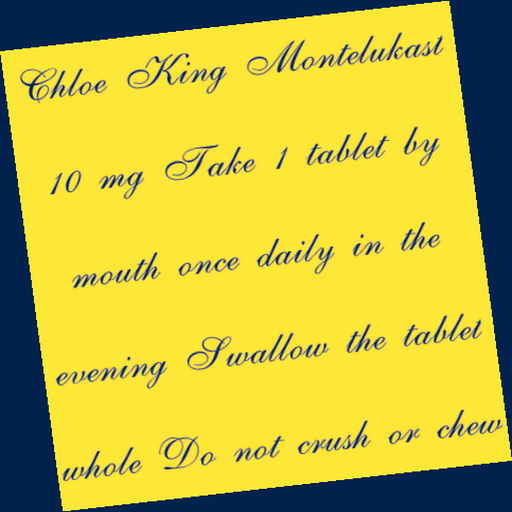 Chloe King Montelukast
10 mg Take 1 tablet by
mouth once daily in the
evening Swallow the tablet
whole Do not crush or chew